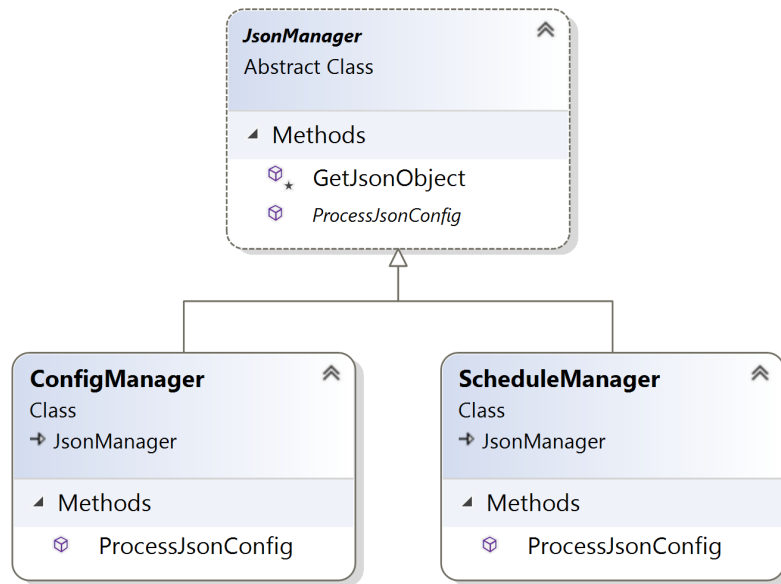 JsonManager
Abstract Class
Methods
GetJsonObject
ProcessJsonConfig
ConfigManager
Class
JsonManager
Methods
ProcessJsonConfig
ScheduleManager
Class
JsonManager
Methods
ProcessJsonConfig